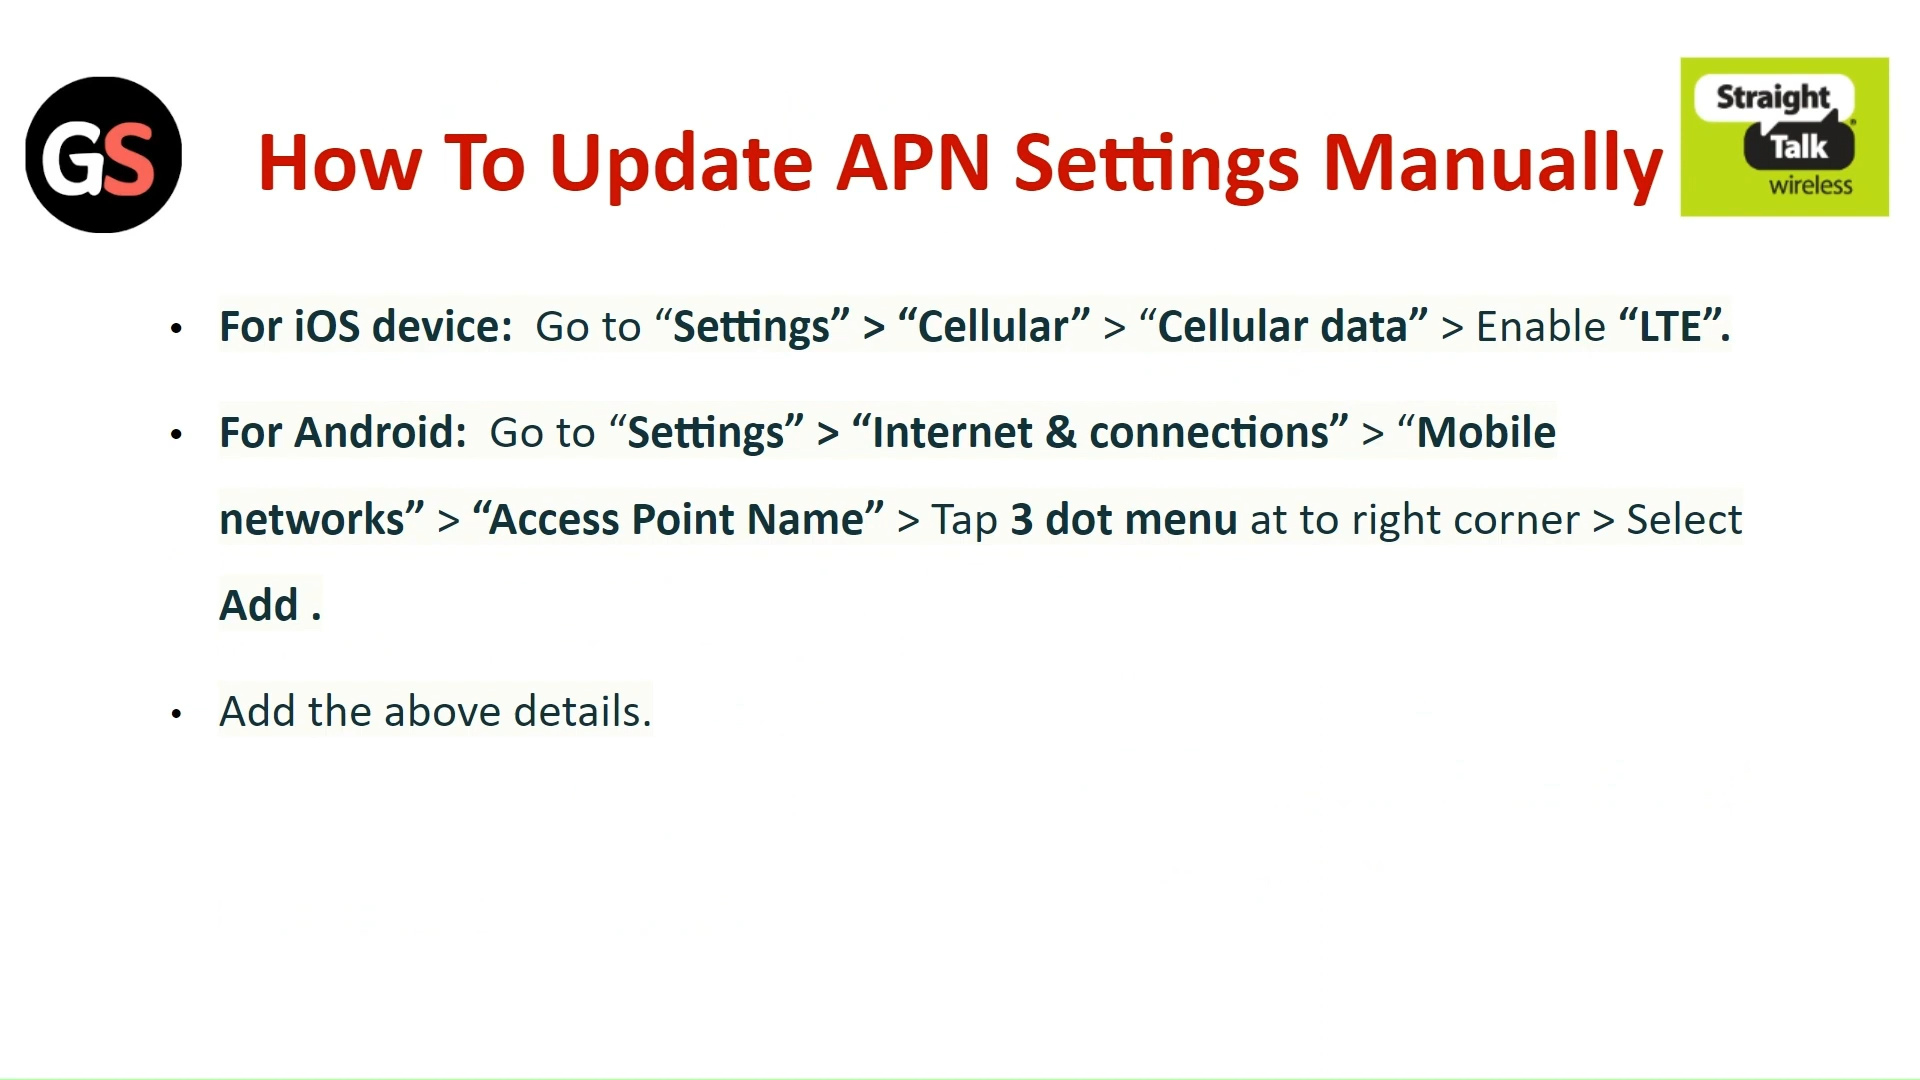 GS
How To Update APN Settings Manually
Straight
Talk
wireless
• For iOS device: Go to “Settings” > “Cellular” > “Cellular data” > Enable “LTE”.
• For Android: Go to “Settings” > “Internet & connections” > “Mobile
networks” > “Access Point Name” > Tap 3 dot menu at to right corner > Select
Add .
• Add the above details.